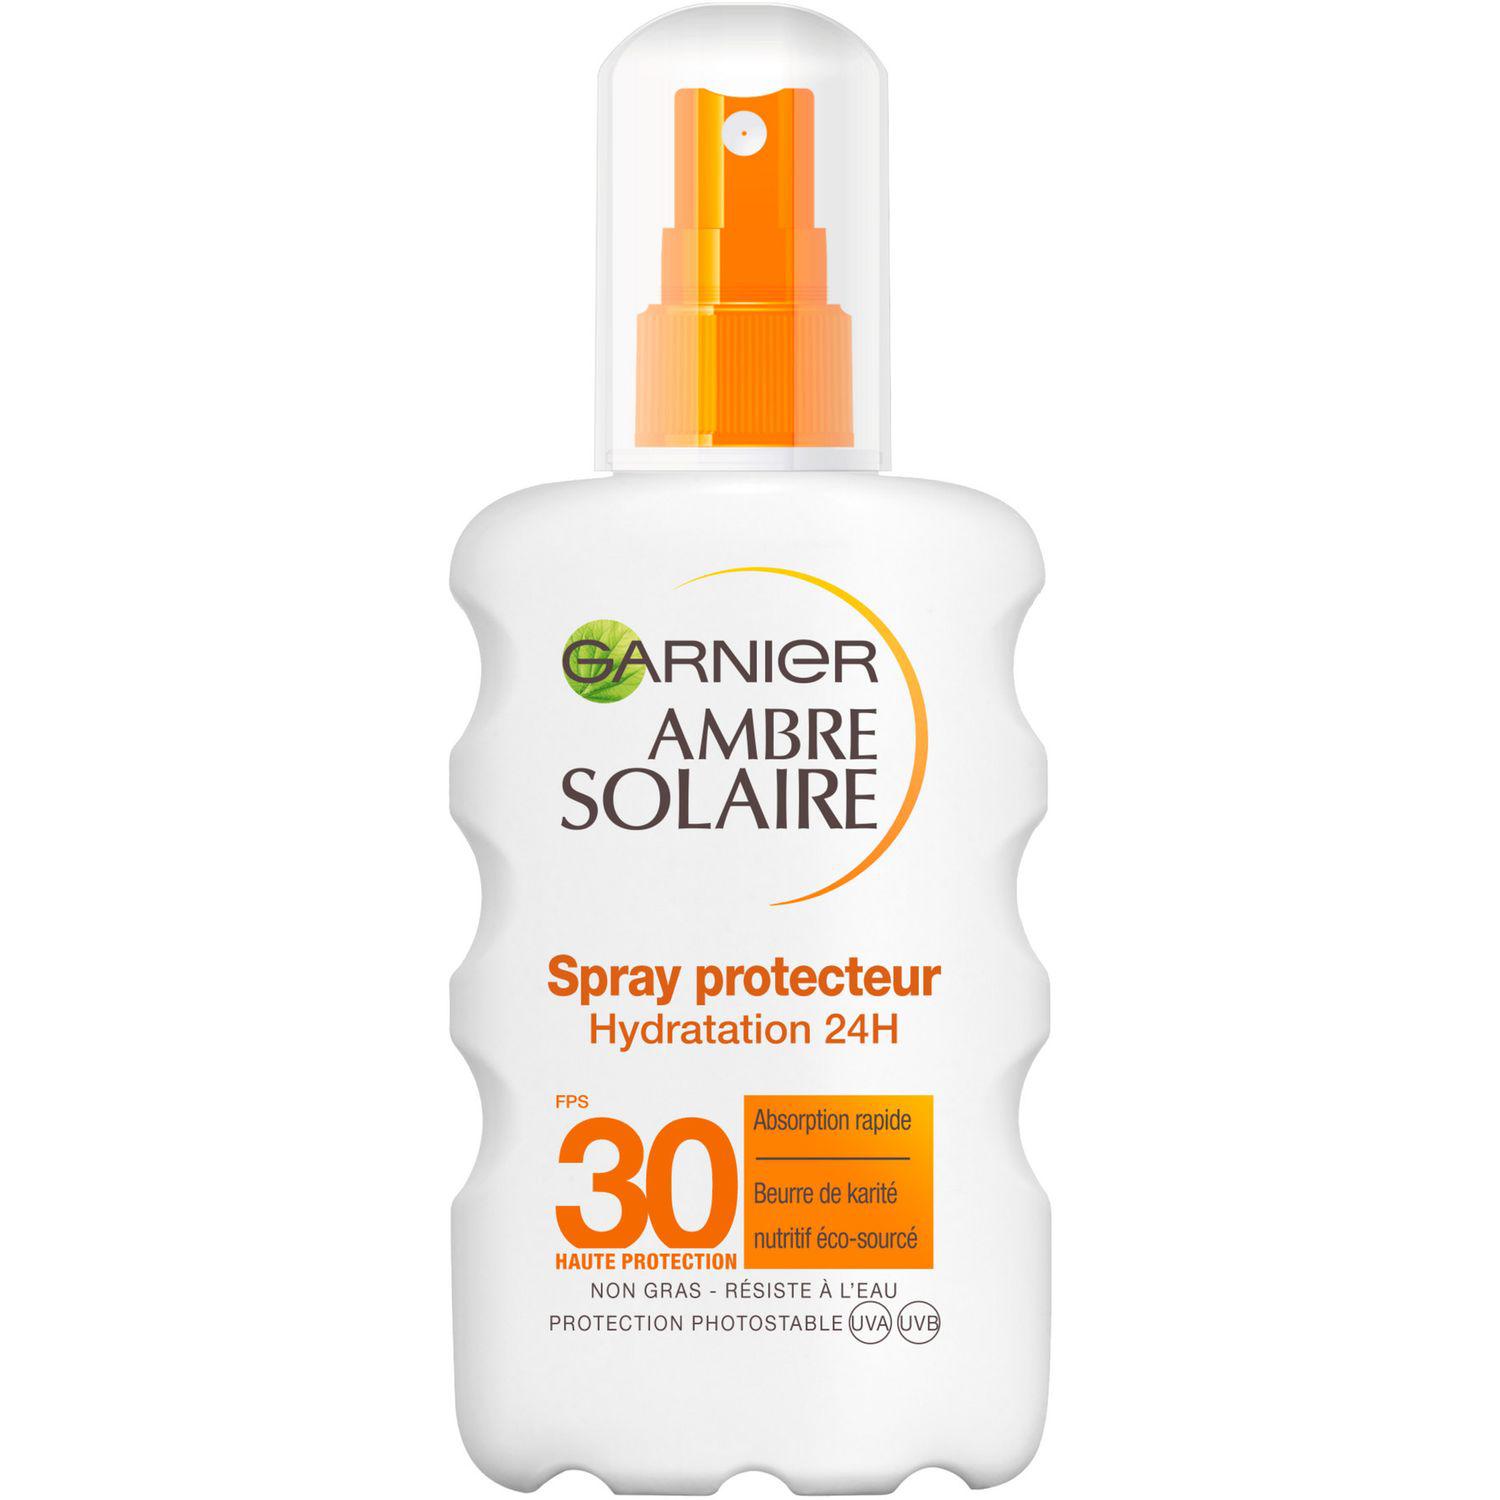 GARNIER
AMBRE
SOLAIRE
Spray protecteur
Hydratation 24H
FPS
30
HAUTE PROTECTION
Absorption rapide
Beurre de karité
nutritif éco-sourcé
NON GRAS - RÉSISTE À L'EAU
PROTECTION PHOTOSTABLE UVA UVB